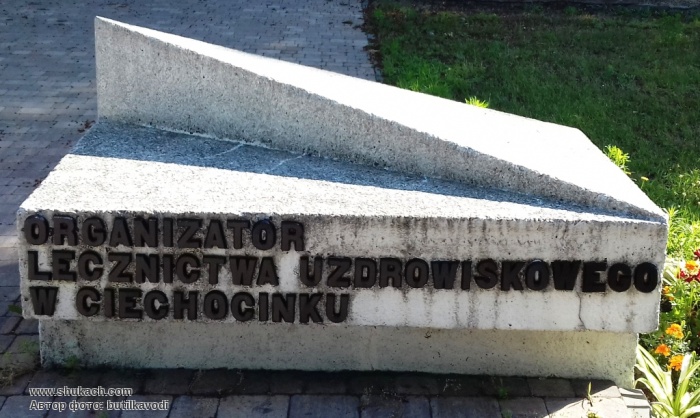 ORGANIZATOR
LECZNICTWA UZDROWISKOWEGO
W CIECHOCINKU
www.shukach.com
Автор фото: butilkavodi